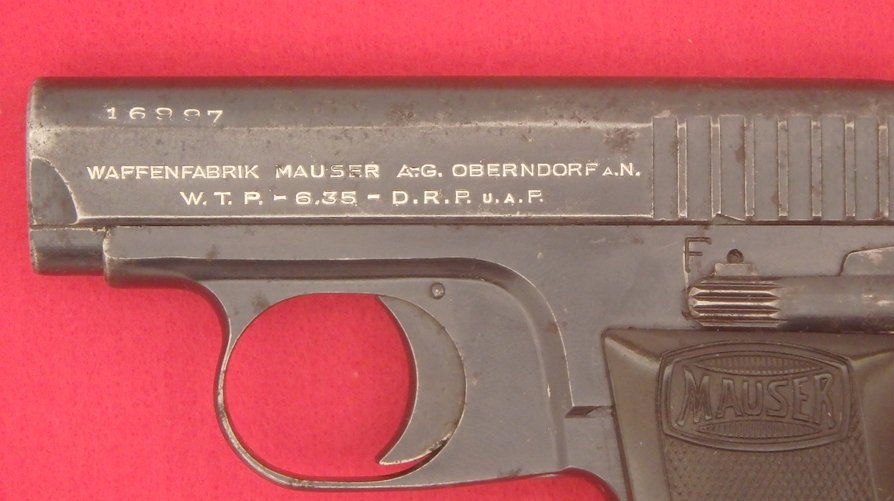 16997
WAFFENFABRIK MAUSER A.-G. OBERNDORF A.N.
W. T. P. - 6,35 - D.R.P. U.A.P.
F
MAUSER